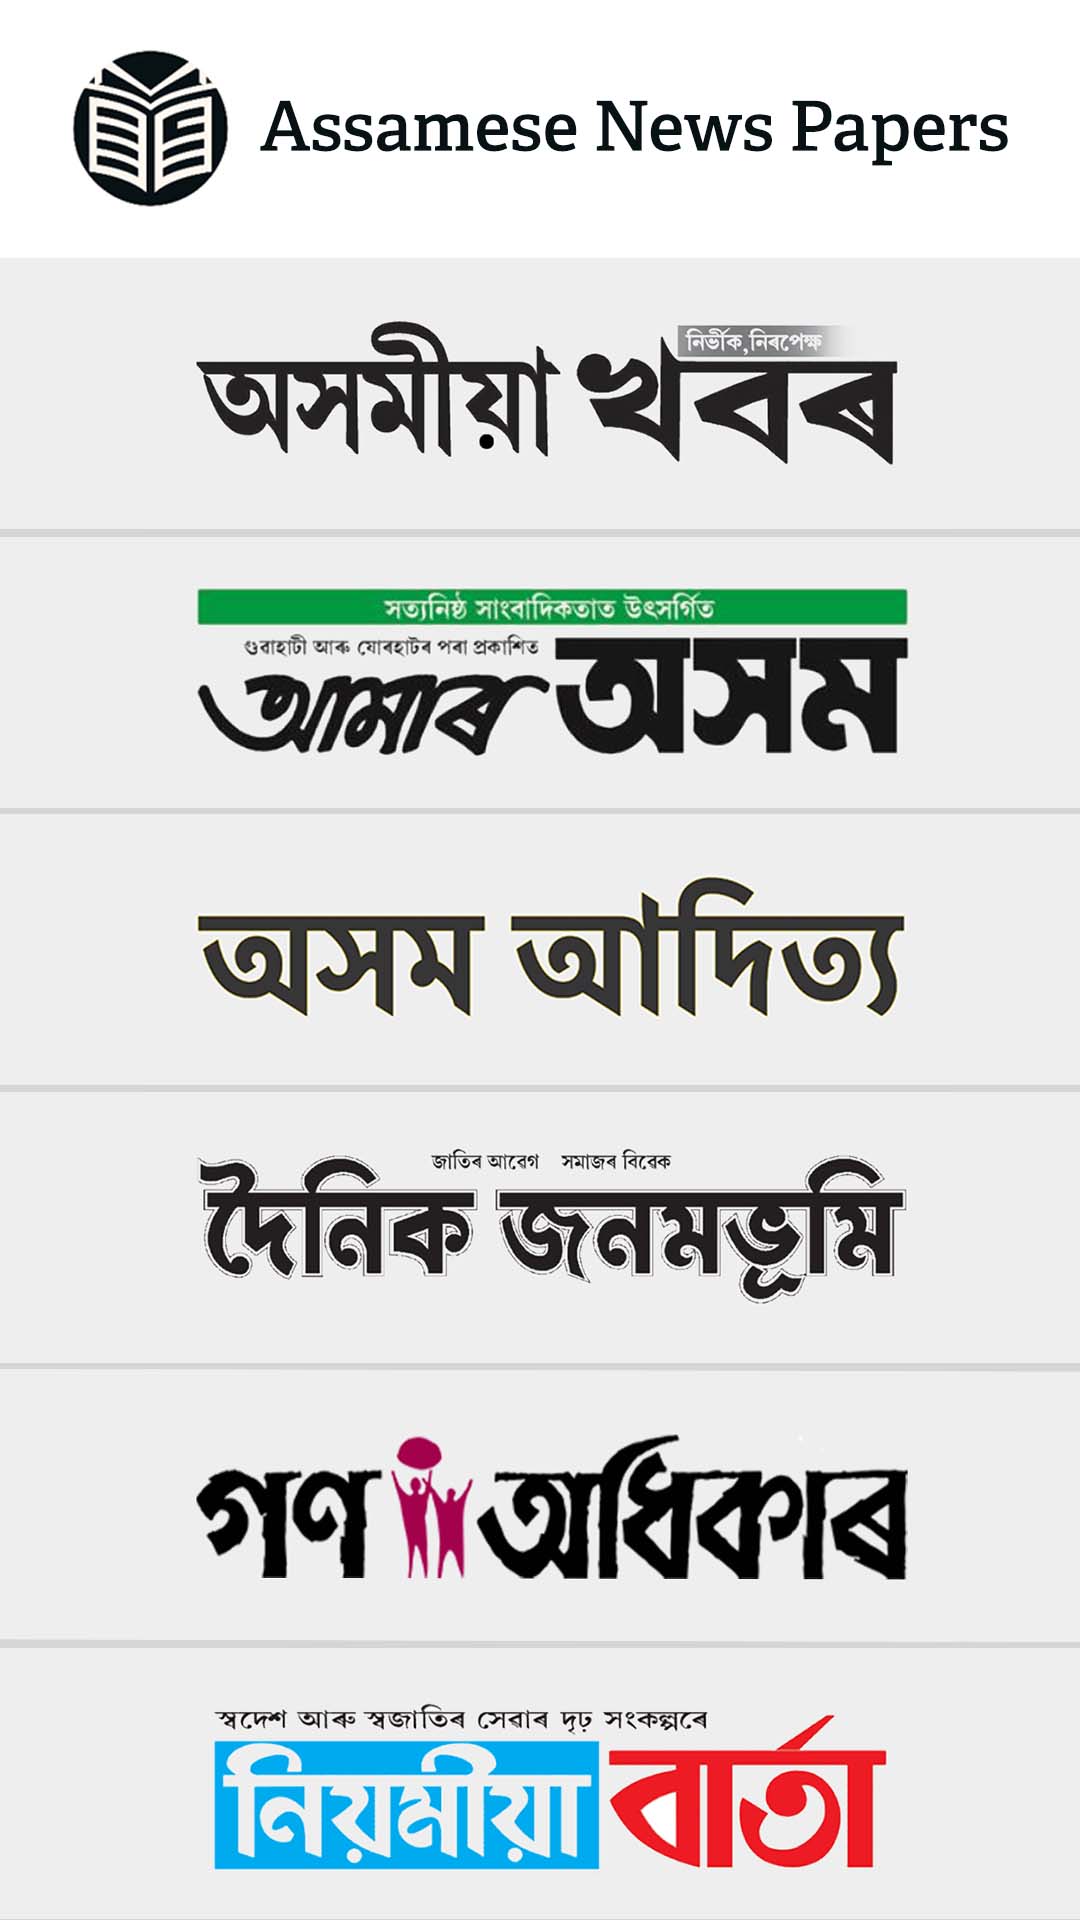 Assamese News Papers
নিৰ্ভীক,নিৰপেক্ষ
অসমীয়া খবৰ
সত্যনিষ্ঠ সাংবাদিকতাত উৎসৰ্গিত
গুৱাহাটী আৰু যোৰহাটৰ পৰা প্ৰকাশিত
আমাৰ অসম
অসম আদিত্য
জাতিৰ আৱেগ সমাজৰ বিৱেক
দৈনিক জনমভূমি
গণ অধিকাৰ
স্বদেশ আৰু স্বজাতিৰ সেৱাৰ দৃঢ় সংকল্পৰে
নিয়মীয়া বাৰ্তা